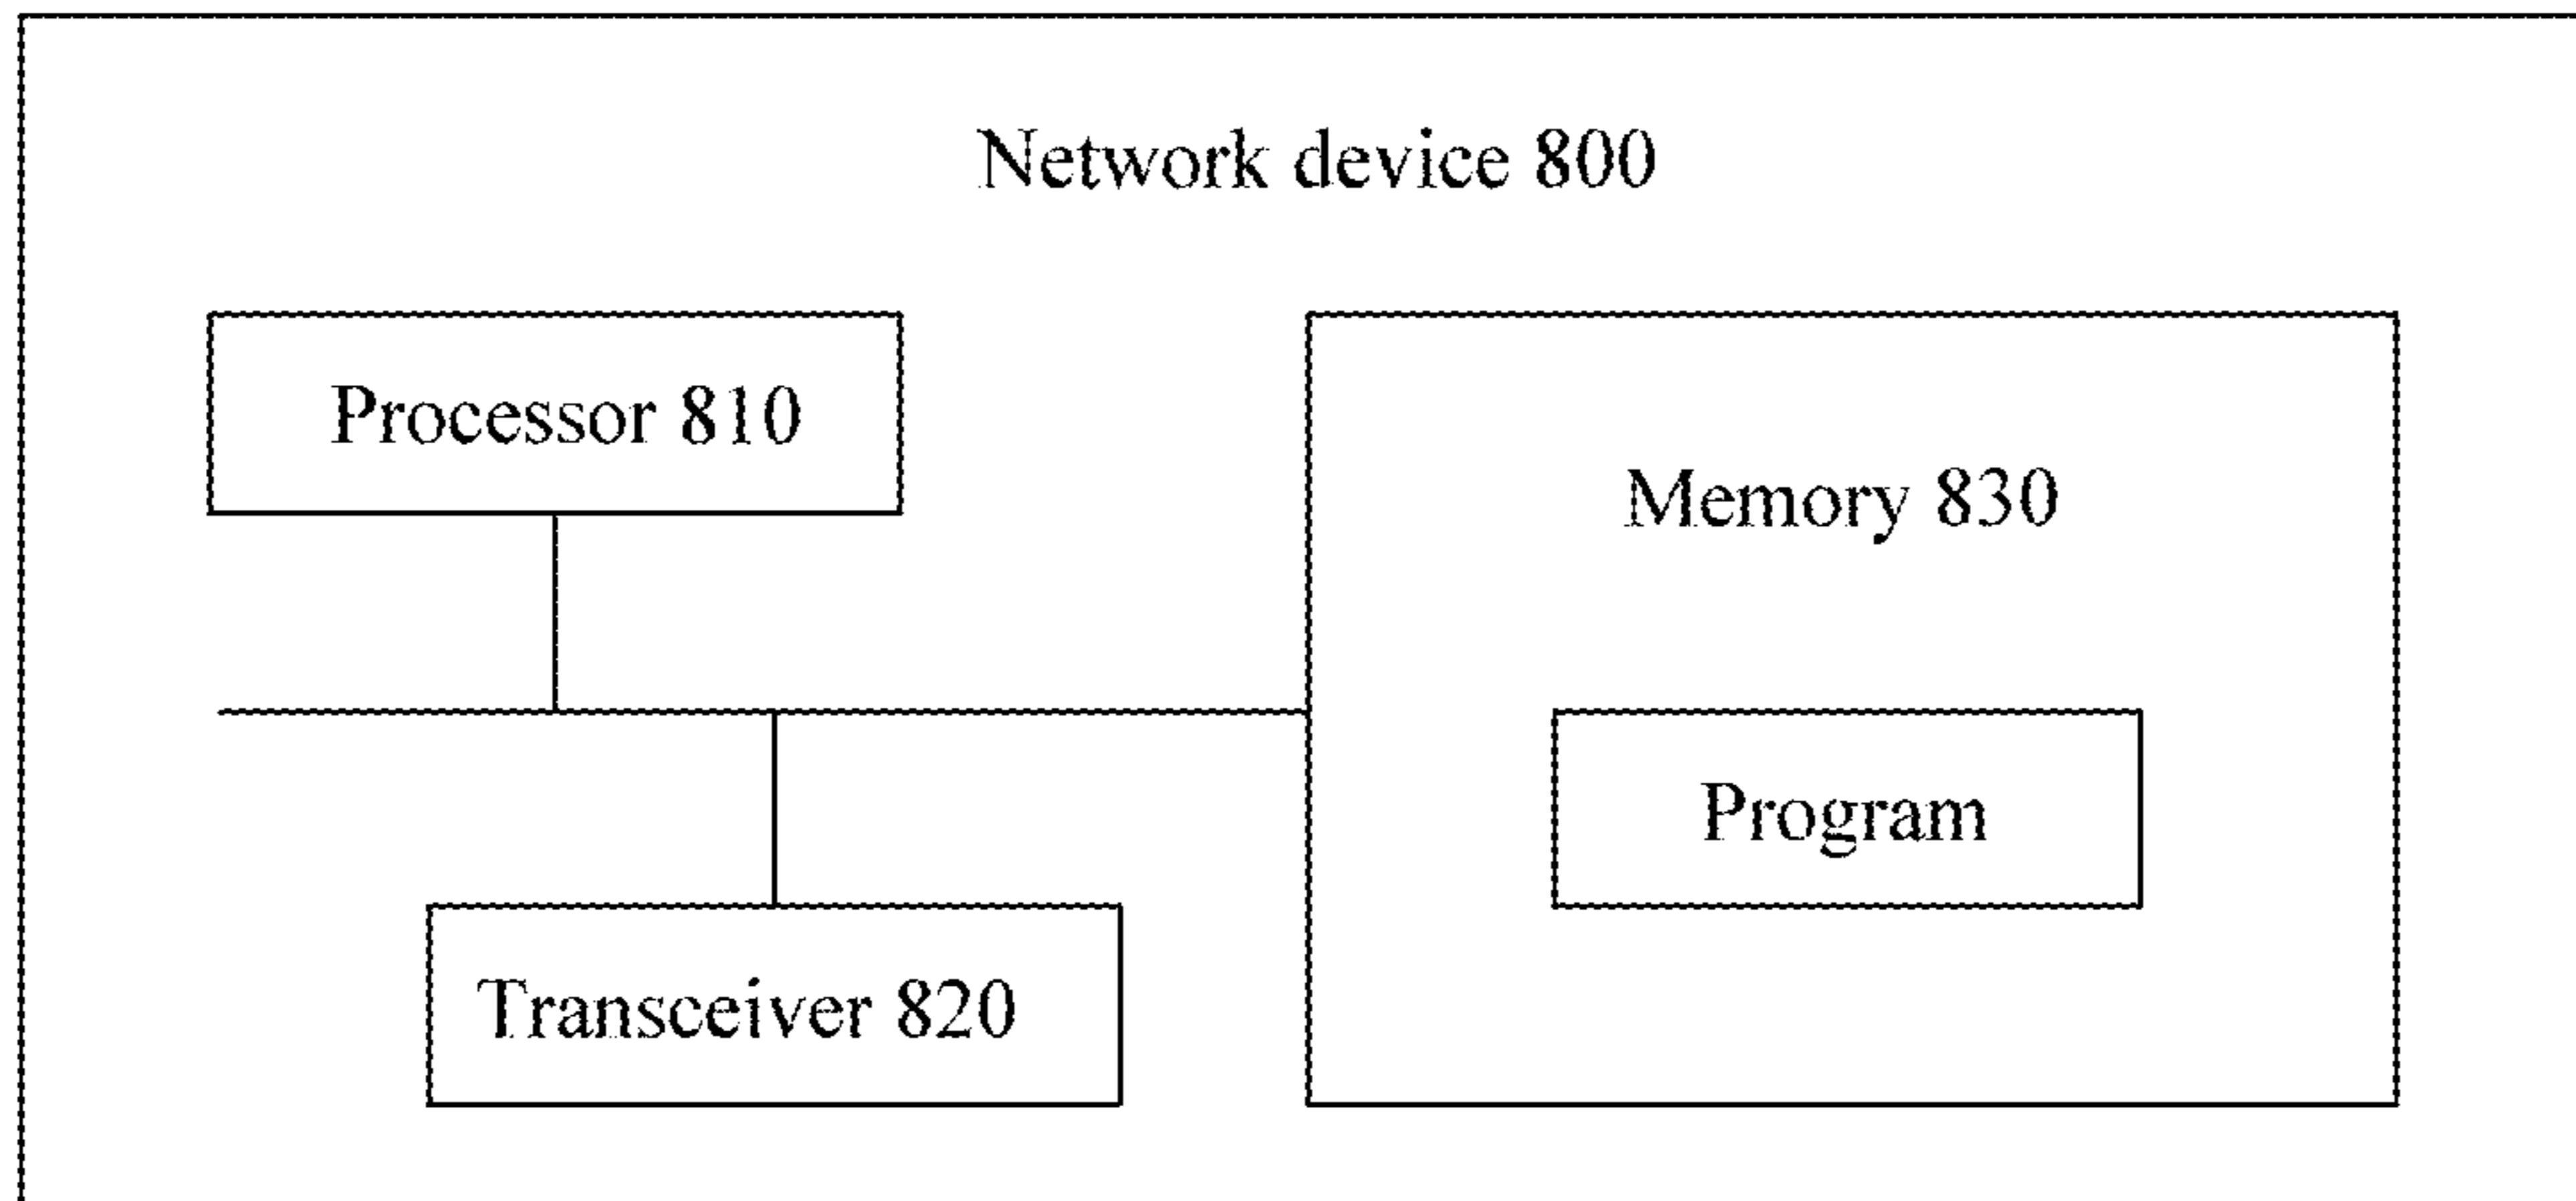 Network device 800
Processor 810
Memory 830
Program
Transceiver 820